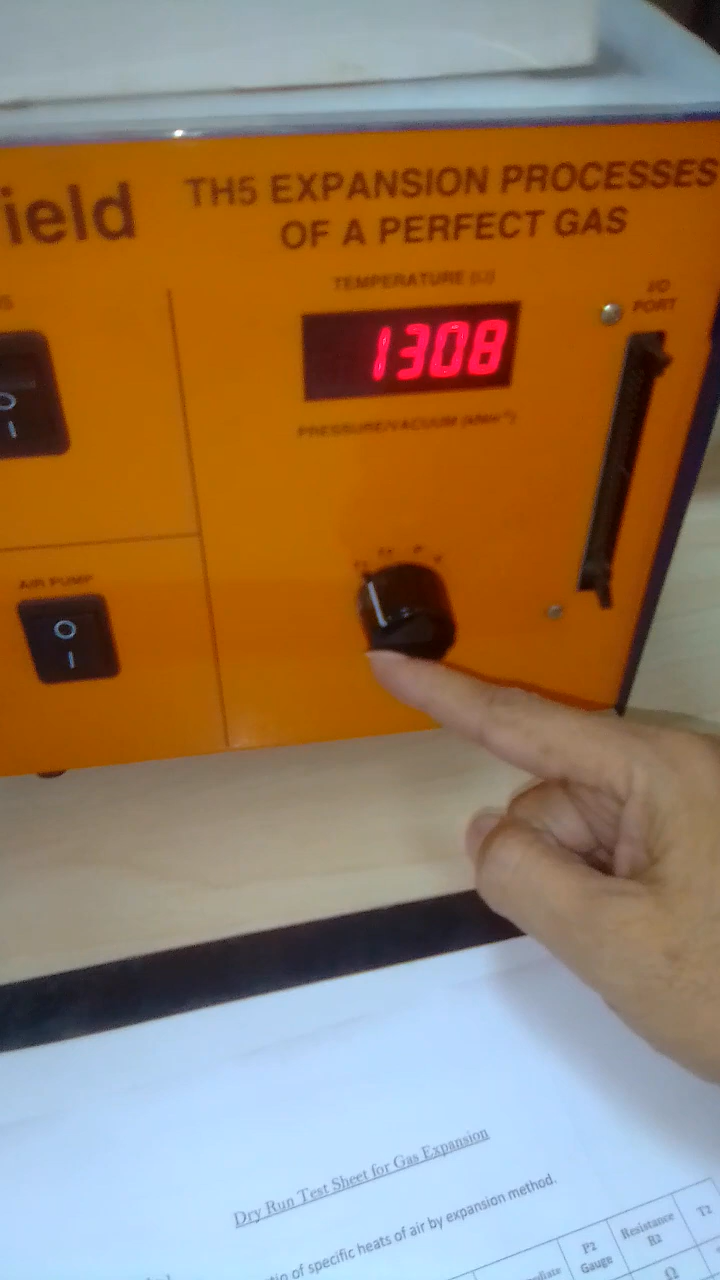 ield
TH5 EXPANSION PROCESSES
OF A PERFECT GAS
TEMPERATURE (Ω)
I/O
PORT
1308
PRESSURE/VACUUM
O
I
AIR PUMP
O
I
Dry Run Test Sheet for Gas Expansion
of specific heats of air by expansion method.
P2
Gauge
Resistance
R2
Ω
T2